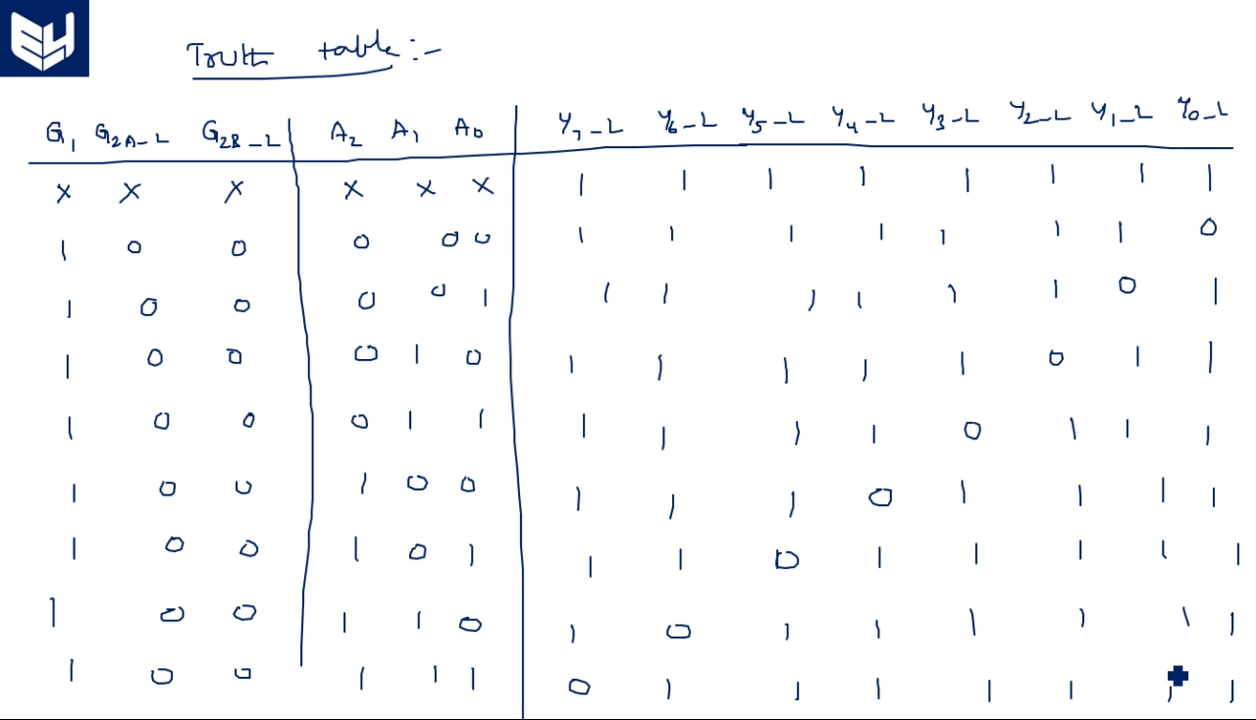 Truth table:-
G1 G2A_L G2B_L A2 A1 A0 Y7_L Y6_L Y5_L Y4_L Y3_L Y2_L Y1_L Y0_L
X X X X X X 1 1 1 1 1 1 1 1
1 0 0 0 0 0 1 1 1 1 1 1 1 0
1 0 0 0 0 1 1 1 1 1 1 1 0 1
1 0 0 0 1 0 1 1 1 1 1 0 1 1
1 0 0 0 1 1 1 1 1 1 0 1 1 1
1 0 0 1 0 0 1 1 1 0 1 1 1 1
1 0 0 1 0 1 1 1 0 1 1 1 1 1
1 0 0 1 1 0 1 0 1 1 1 1 1 1
1 0 0 1 1 1 0 1 1 1 1 1 1 1